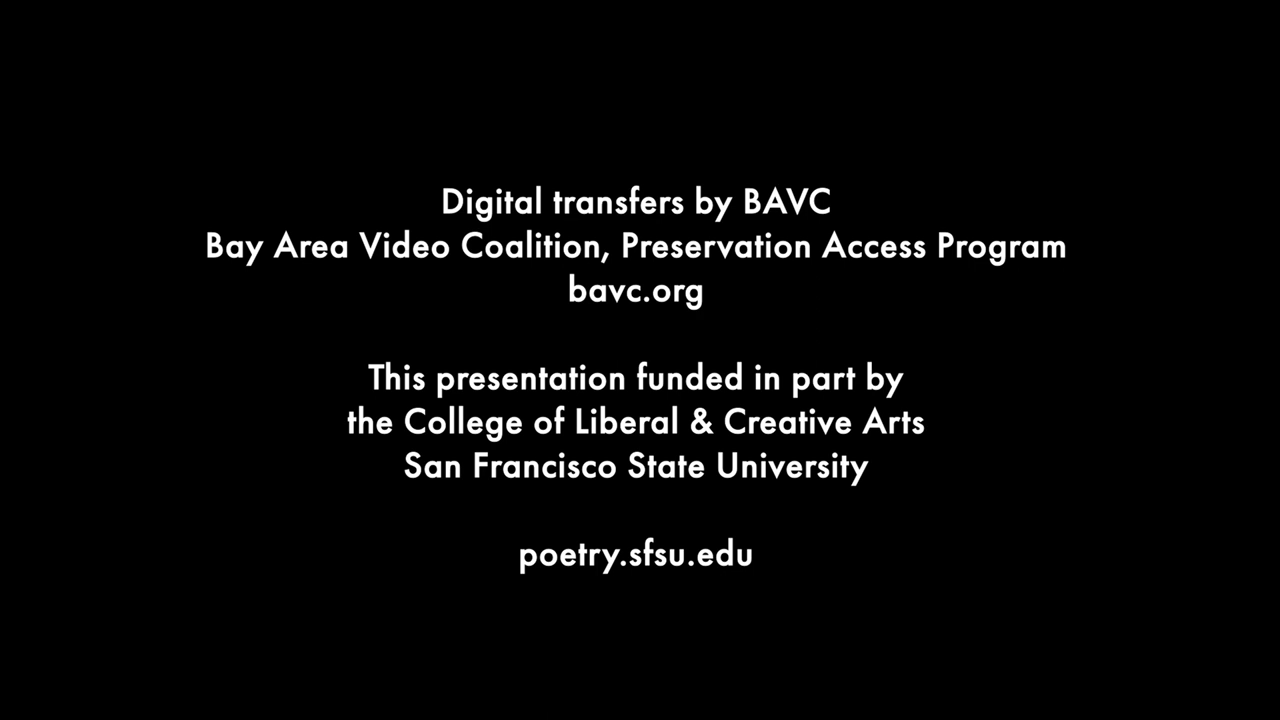 Digital transfers by BAVC
Bay Area Video Coalition, Preservation Access Program
bavc.org
This presentation funded in part by
the College of Liberal & Creative Arts
San Francisco State University
poetry.sfsu.edu